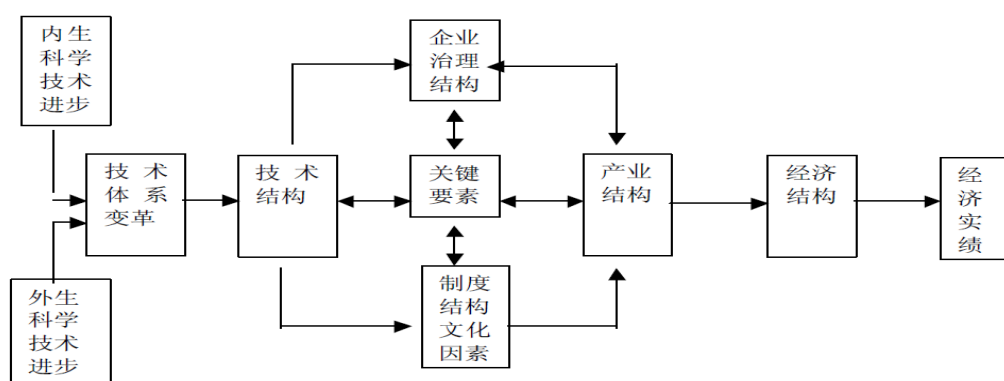 内生
科学
技术
进步
外生
科学
技术
进步
技术
体系
变革
技术
结构
企业
治理
结构
关键
要素
制度
结构
文化
因素
产业
结构
经济
结构
经
济
实
绩